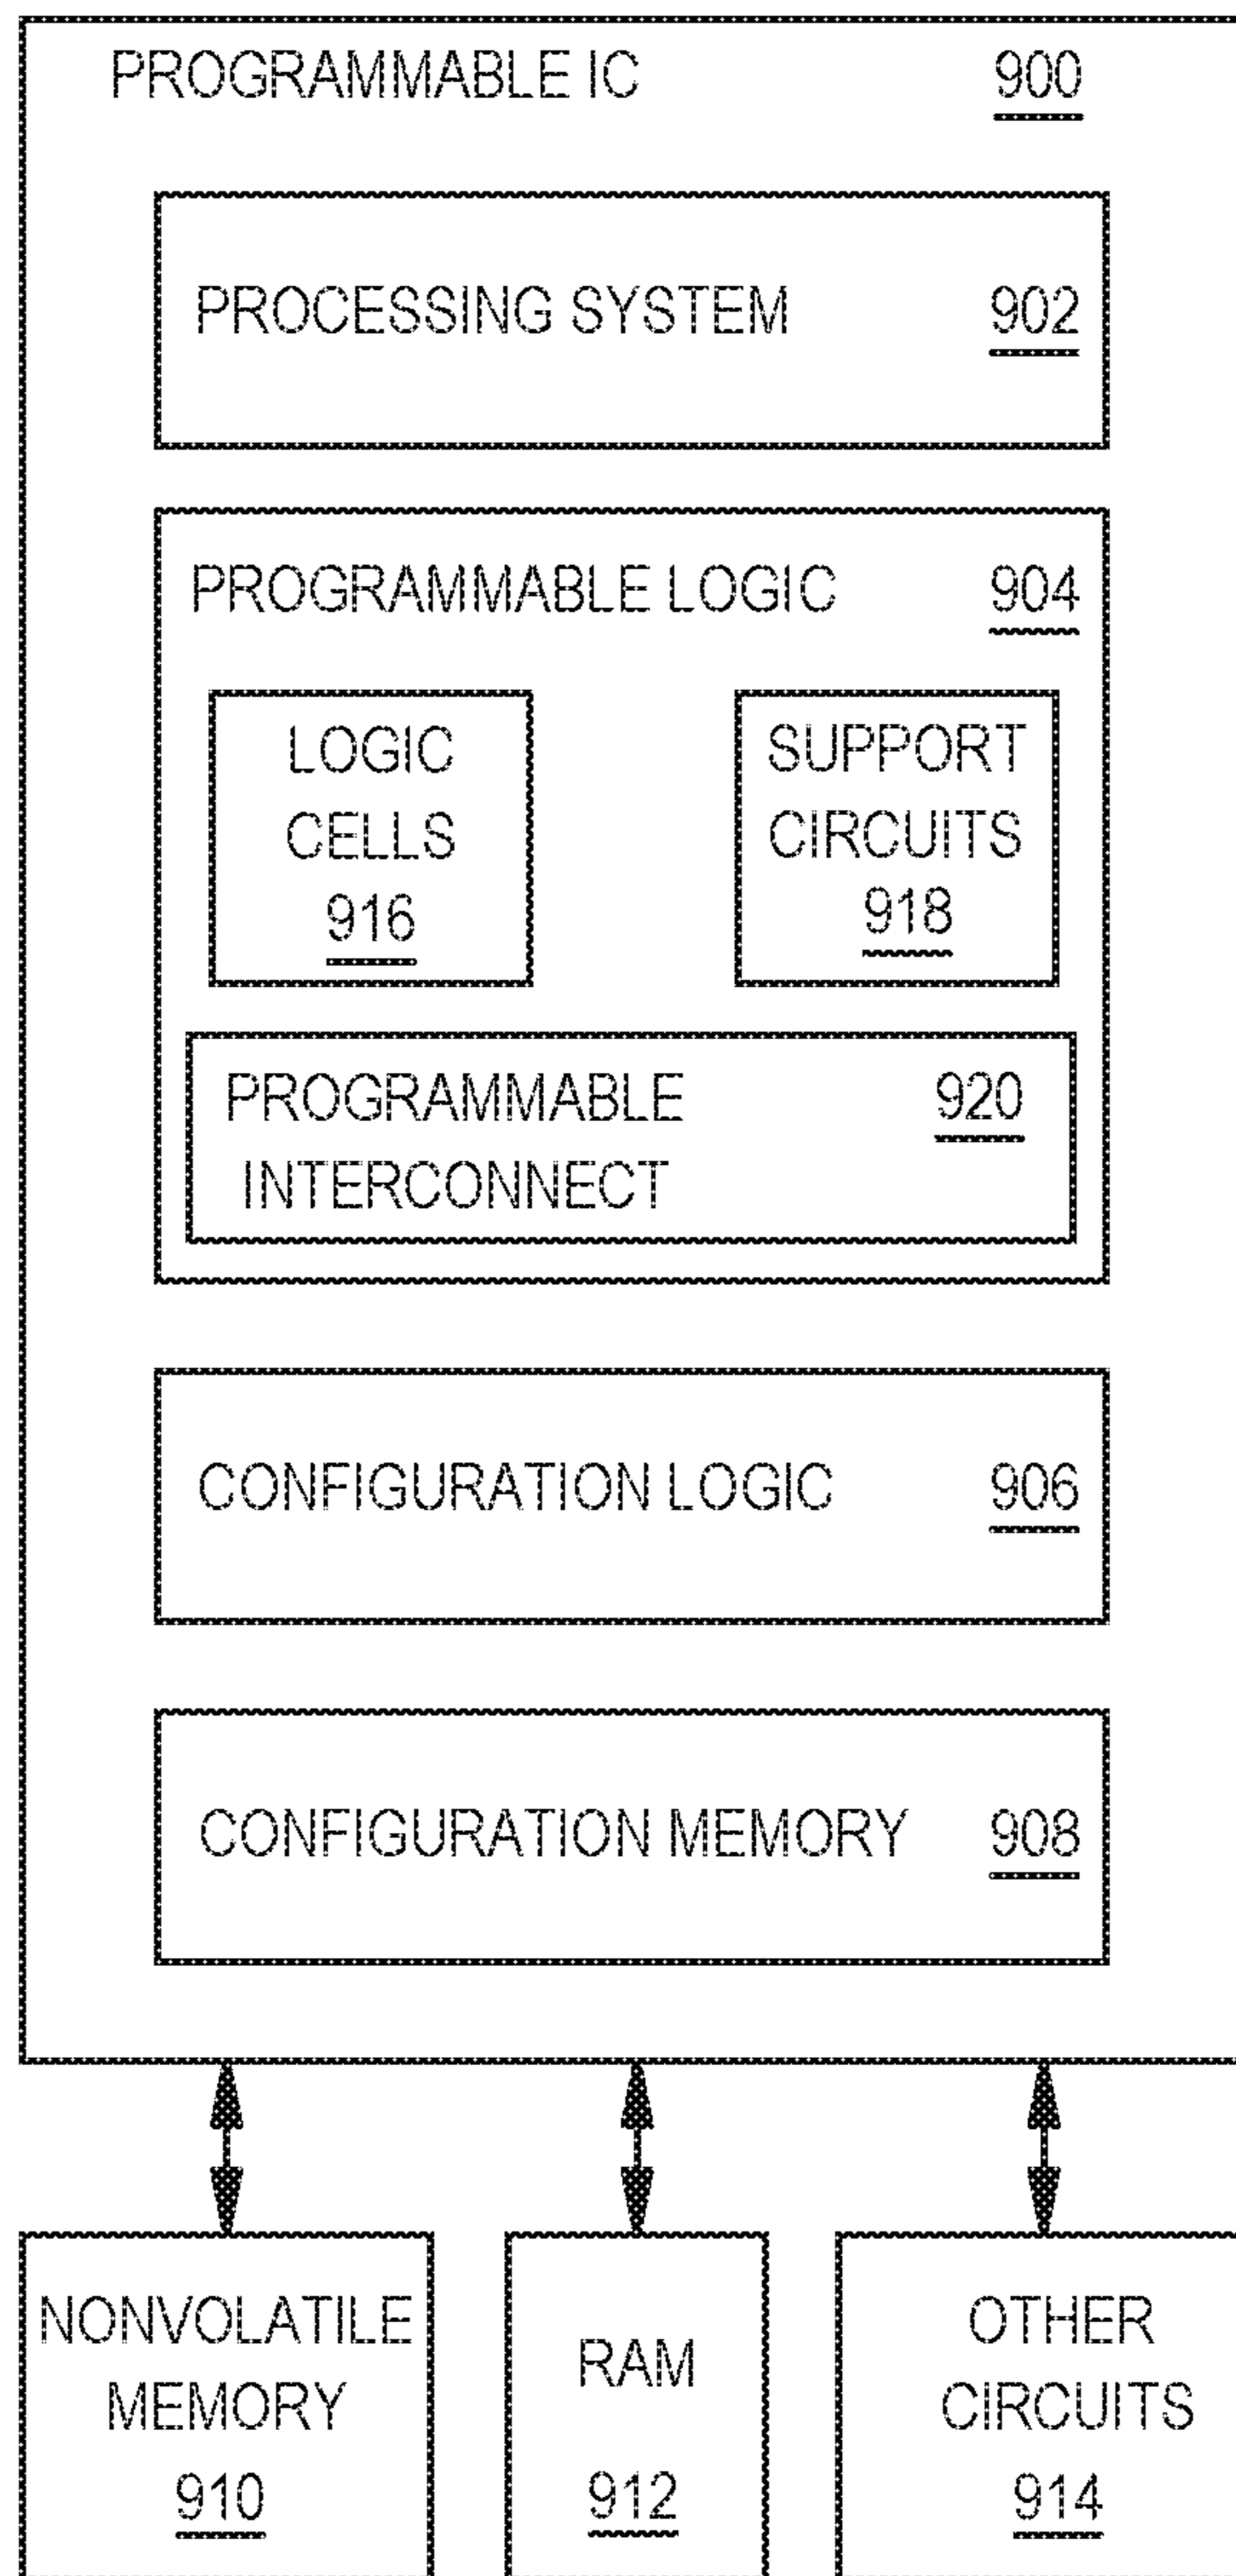 PROGRAMMABLE IC 900
PROCESSING SYSTEM 902
PROGRAMMABLE LOGIC 904
LOGIC
CELLS
916
SUPPORT
CIRCUITS
918
PROGRAMMABLE 920
INTERCONNECT
CONFIGURATION LOGIC 906
CONFIGURATION MEMORY 908
NONVOLATILE
MEMORY
910
RAM
912
OTHER
CIRCUITS
914